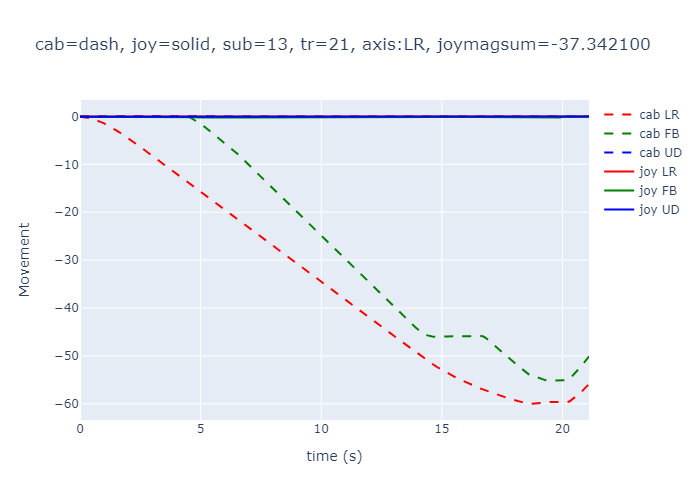 cab=dash, joy=solid, sub=13, tr=21, axis:LR, joymagsum=-37.342100
cab LR
cab FB
cab UD
joy LR
joy FB
joy UD
Movement
0
−10
−20
−30
−40
−50
−60
0
5
10
15
20
time (s)